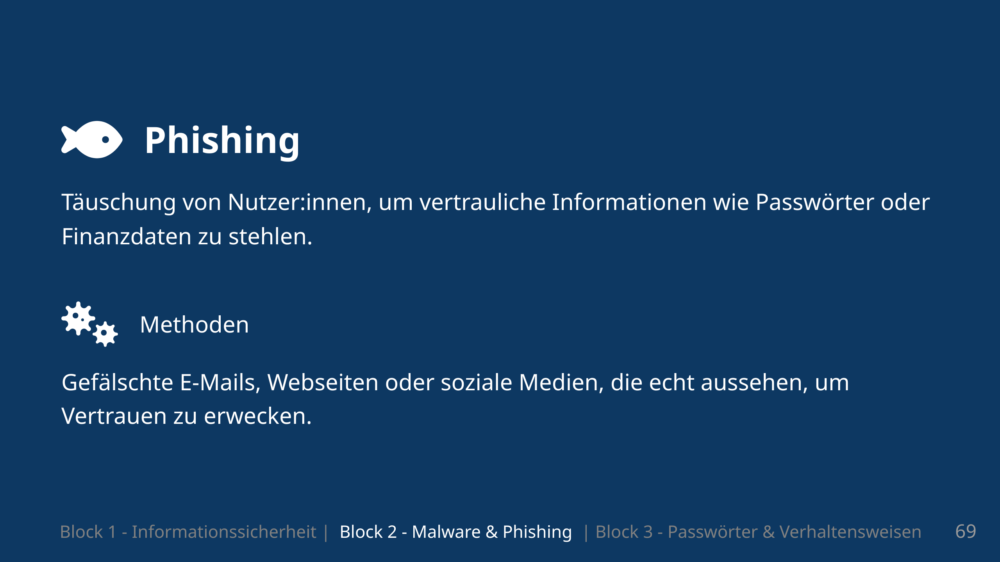 Phishing
Täuschung von Nutzer:innen, um vertrauliche Informationen wie Passwörter oder
Finanzdaten zu stehlen.
Methoden
Gefälschte E-Mails, Webseiten oder soziale Medien, die echt aussehen, um
Vertrauen zu erwecken.
Block 1 - Informationssicherheit | Block 2 - Malware & Phishing | Block 3 - Passwörter & Verhaltensweisen 69